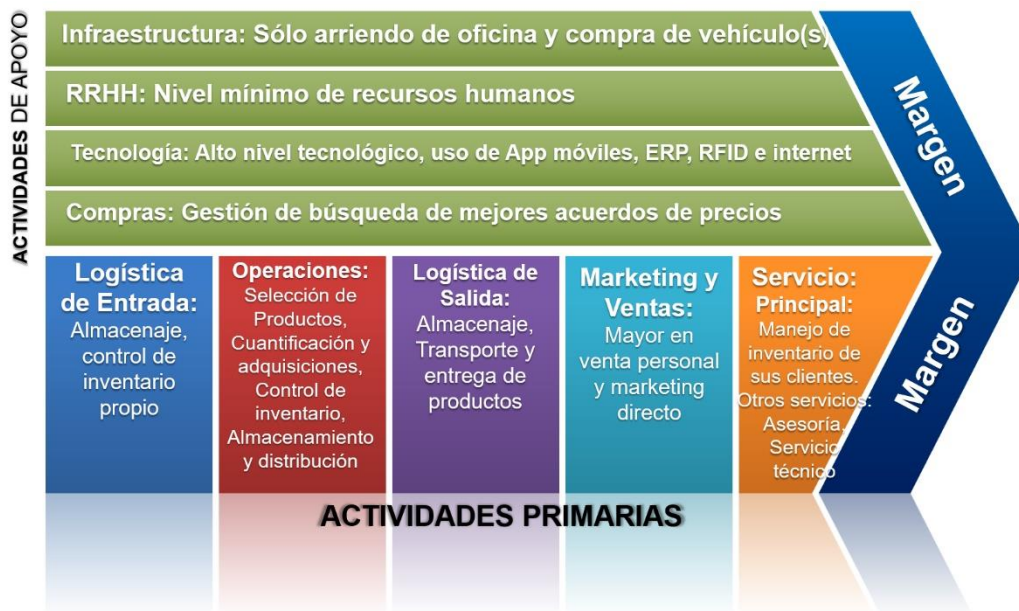 ACTIVIDADES DE APOYO
Infraestructura: Sólo arriendo de oficina y compra de vehículo(s)
RRHH: Nivel mínimo de recursos humanos
Tecnología: Alto nivel tecnológico, uso de App móviles, ERP, RFID e internet
Compras: Gestión de búsqueda de mejores acuerdos de precios
Margen
Logística
de Entrada:
Almacenaje,
control de
inventario
propio
Operaciones:
Selección de
Productos,
Cuantificación y
adquisiciones,
Control de
inventario,
Almacenamiento
y distribución
Logística de
Salida:
Almacenaje,
Transporte y
entrega de
productos
Marketing y
Ventas:
Mayor en
venta personal
y marketing
directo
Servicio:
Principal:
Manejo de
inventario de
sus clientes.
Otros servicios:
Asesoría,
Servicio
técnico
Margen
ACTIVIDADES PRIMARIAS